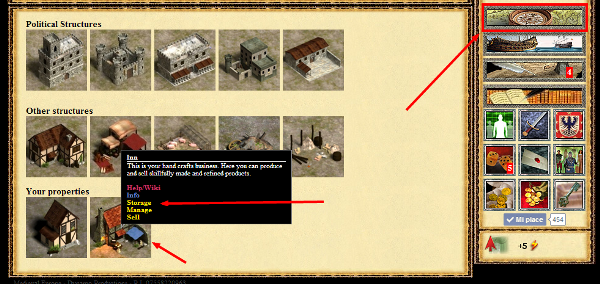 Political Structures
Other structures
Inn
This is your hand crafts business. Here you can produce
and sell skillfully made and refined products.
Help/Wiki
Info
Storage
Manage
Sell
Your properties
4
5
Mi piace
454
+5